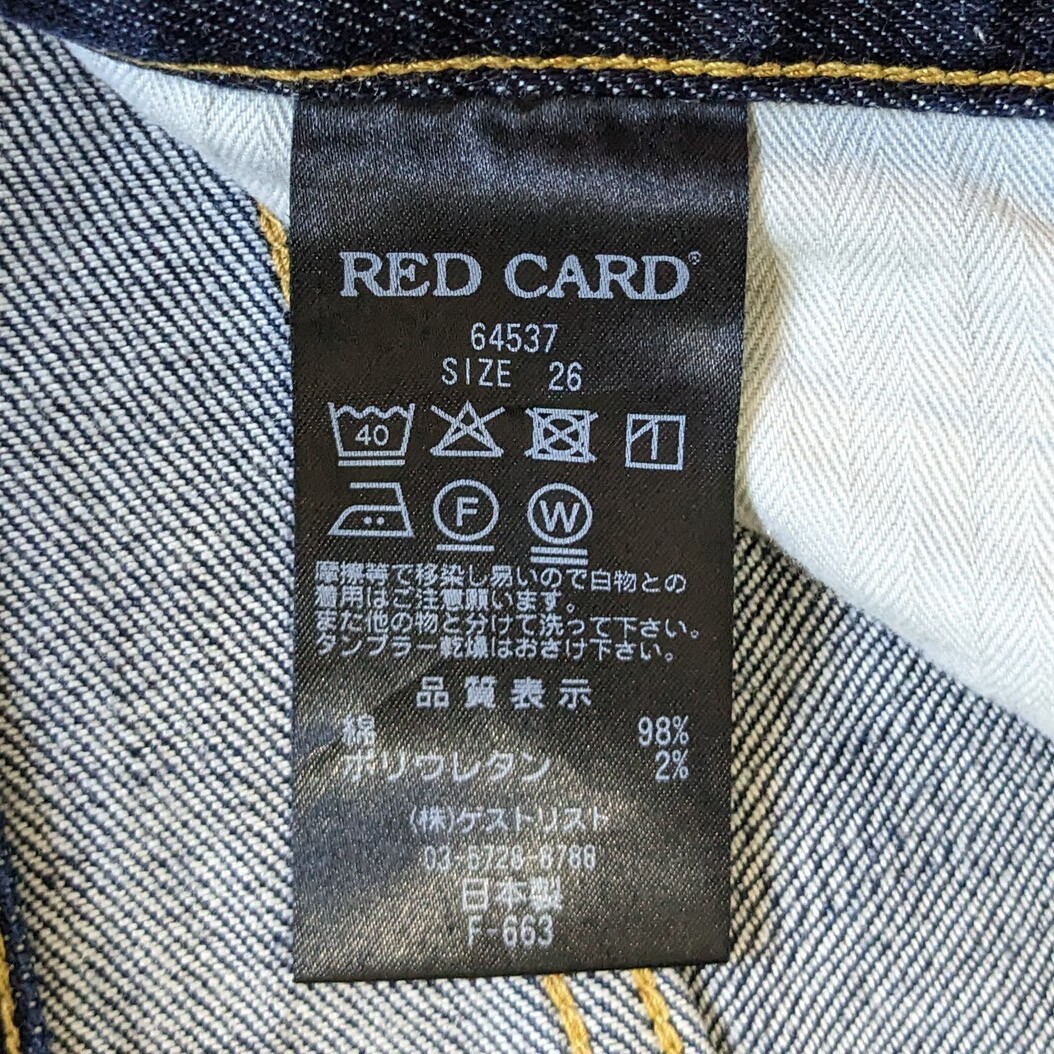 RED CARD®
64537
SIZE 26
40
F W
摩擦等で移染し易いので白物との
着用はご注意願います。
また他の物と分けて洗って下さい。
タンブラー乾燥はおさけ下さい。
品質表示
綿 98%
ポリウレタン 2%
(株)ゲストリスト
日本製
F-663